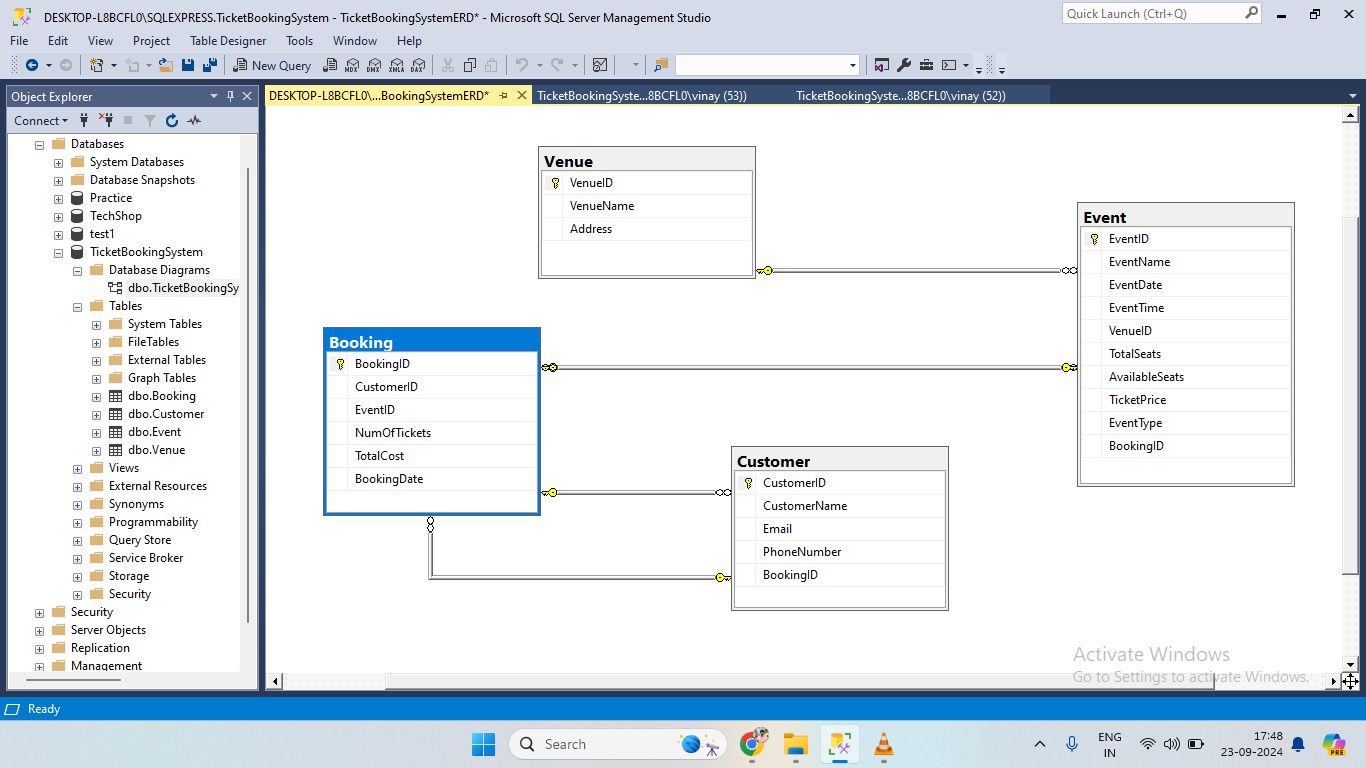 DESKTOP-L8BCFL0\SQLEXPRESS.TicketBookingSystem - TicketBookingSystemERD* - Microsoft SQL Server Management Studio
Quick Launch (Ctrl+Q)
File Edit View Project Table Designer Tools Window Help
New Query
MDX DMX XMLA DAX
Object Explorer
DESKTOP-L8BCFL0\...BookingSystemERD*
TicketBookingSyste...8BCFL0\vinay (53))
TicketBookingSyste...8BCFL0\vinay (52))
Connect
Databases
System Databases
Database Snapshots
Practice
TechShop
test1
TicketBookingSystem
Database Diagrams
dbo.TicketBookingSy
Tables
System Tables
FileTables
External Tables
Graph Tables
dbo.Booking
dbo.Customer
dbo.Event
dbo.Venue
Views
External Resources
Synonyms
Programmability
Query Store
Service Broker
Storage
Security
Security
Server Objects
Replication
Management
Venue
VenueID
VenueName
Address
Event
EventID
EventName
EventDate
EventTime
VenueID
TotalSeats
AvailableSeats
TicketPrice
EventType
BookingID
Booking
BookingID
CustomerID
EventID
NumOfTickets
TotalCost
BookingDate
Customer
CustomerID
CustomerName
Email
PhoneNumber
BookingID
Activate Windows
Go to Settings to activate Windows.
Ready
Search
ENG
IN
17:48
23-09-2024
PRE